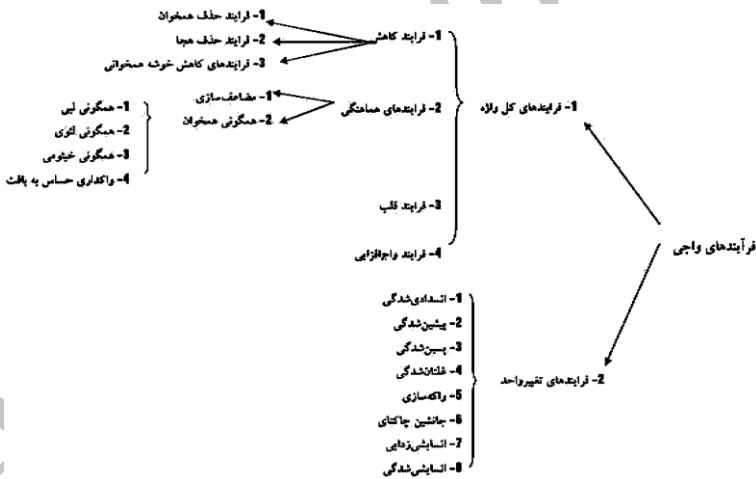 فرآیندهای واجی
1- فرایندهای کل واژه
1- فرایند کاهش
1- فرایند حذف همخوان
2- فرایند حذف هجا
3- فرایندهای کاهش خوشه همخوانی
2- فرایندهای هماهنگی
1- مضاعف‌سازی
2- همگونی همخوان
1- همگونی لبی
2- همگونی لثوی
3- همگونی خیشومی
4- واکداری حساس به بافت
3- فرایند قلب
4- فرایند واج‌افزایی
2- فرایندهای تغییرواحد
1- انسدادی‌شدگی
2- پیشین‌شدگی
3- پسین‌شدگی
4- غلتان‌شدگی
5- واکه‌سازی
6- جانشین چاکنای
7- انسایشی‌زدایی
8- انسایشی‌شدگی